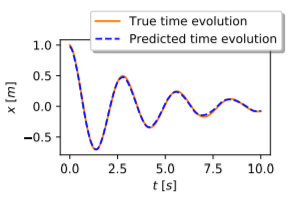 True time evolution
Predicted time evolution
1.0
0.5
0.0
−0.5
x [m]
0.0 2.5 5.0 7.5 10.0
t [s]